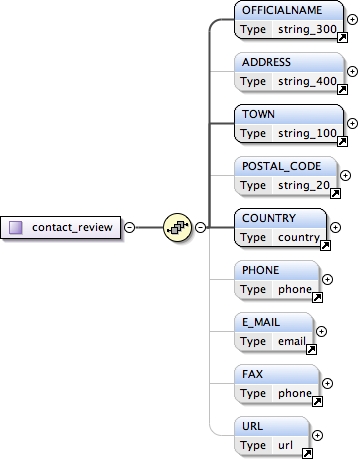 OFFICIALNAME
Type string_300
ADDRESS
Type string_400
TOWN
Type string_100
POSTAL_CODE
Type string_20
contact_review
COUNTRY
Type country
PHONE
Type phone
E_MAIL
Type email
FAX
Type phone
URL
Type url